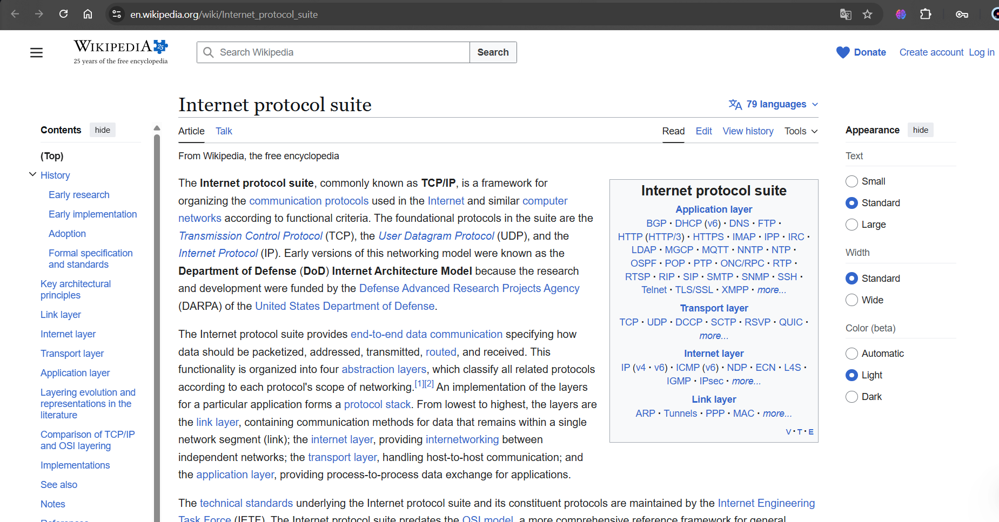 en.wikipedia.org/wiki/Internet_protocol_suite
WIKIPEDIA 25
25 years of the free encyclopedia
Search Wikipedia
Search
Donate
Create account
Log in
Internet protocol suite
79 languages
Contents
hide
(Top)
History
Early research
Early implementation
Adoption
Formal specification
and standards
Key architectural
principles
Link layer
Internet layer
Transport layer
Application layer
Layering evolution and
representations in the
literature
Comparison of TCP/IP
and OSI layering
Implementations
See also
Notes
References
Article
Talk
Read
Edit
View history
Tools
From Wikipedia, the free encyclopedia
The Internet protocol suite, commonly known as TCP/IP, is a framework for
organizing the communication protocols used in the Internet and similar computer
networks according to functional criteria. The foundational protocols in the suite are the
Transmission Control Protocol (TCP), the User Datagram Protocol (UDP), and the
Internet Protocol (IP). Early versions of this networking model were known as the
Department of Defense (DoD) Internet Architecture Model because the research
and development were funded by the Defense Advanced Research Projects Agency
(DARPA) of the United States Department of Defense.
The Internet protocol suite provides end-to-end data communication specifying how
data should be packetized, addressed, transmitted, routed, and received. This
functionality is organized into four abstraction layers, which classify all related protocols
according to each protocol's scope of networking.[1][2] An implementation of the layers
for a particular application forms a protocol stack. From lowest to highest, the layers are
the link layer, containing communication methods for data that remains within a single
network segment (link); the internet layer, providing internetworking between
independent networks; the transport layer, handling host-to-host communication; and
the application layer, providing process-to-process data exchange for applications.
The technical standards underlying the Internet protocol suite and its constituent protocols are maintained by the Internet Engineering
Task Force (IETF). The Internet protocol suite predates the OSI model, a more comprehensive reference framework for general
Internet protocol suite
Application layer
BGP · DHCP (v6) · DNS · FTP ·
HTTP (HTTP/3) · HTTPS · IMAP · IPP · IRC ·
LDAP · MGCP · MQTT · NNTP · NTP ·
OSPF · POP · PTP · ONC/RPC · RTP ·
RTSP · RIP · SIP · SMTP · SNMP · SSH ·
Telnet · TLS/SSL · XMPP · more...
Transport layer
TCP · UDP · DCCP · SCTP · RSVP · QUIC ·
more...
Internet layer
IP (v4 · v6) · ICMP (v6) · NDP · ECN · L4S ·
IGMP · IPsec · more...
Link layer
ARP · Tunnels · PPP · MAC · more...
V · T · E
Appearance
hide
Text
Small
Standard
Large
Width
Standard
Wide
Color (beta)
Automatic
Light
Dark